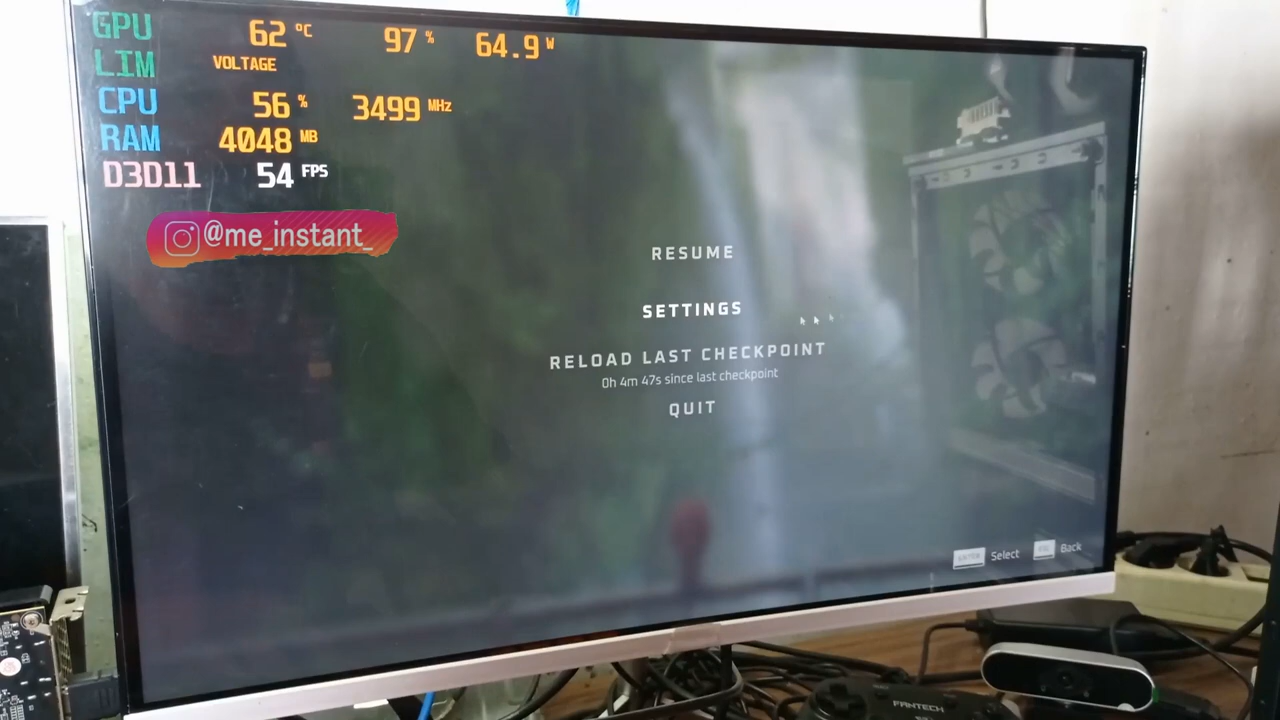 GPU 62 °C 97 % 64.9 W
LIM VOLTAGE
CPU 56 % 3499 MHz
RAM 4048 MB
D3D11 54 FPS
@me_instant_
RESUME
SETTINGS
RELOAD LAST CHECKPOINT
0h 4m 47s since last checkpoint
QUIT
Select Back
FANTECH